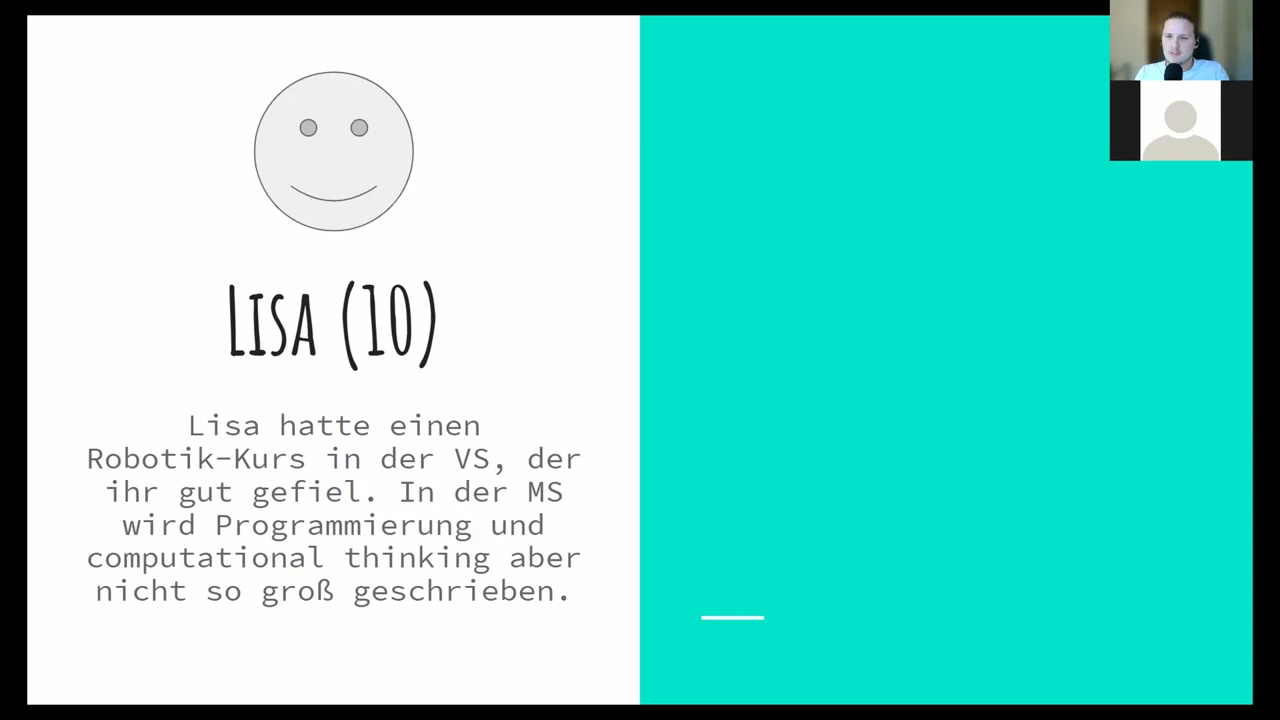 Lisa (10)
Lisa hatte einen
Robotik-Kurs in der VS, der
ihr gut gefiel. In der MS
wird Programmierung und
computational thinking aber
nicht so groß geschrieben.